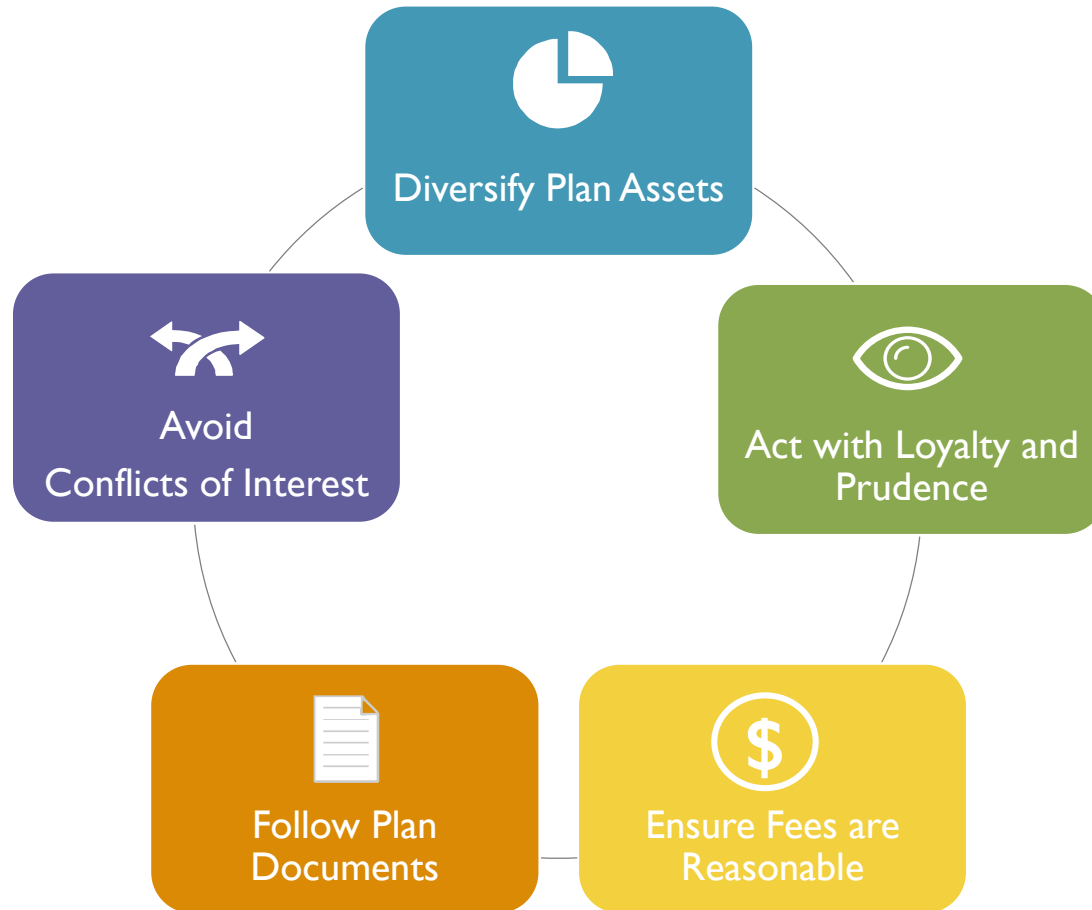 Diversify Plan Assets
Avoid
Conflicts of Interest
Act with Loyalty and
Prudence
Follow Plan
Documents
$
Ensure Fees are
Reasonable